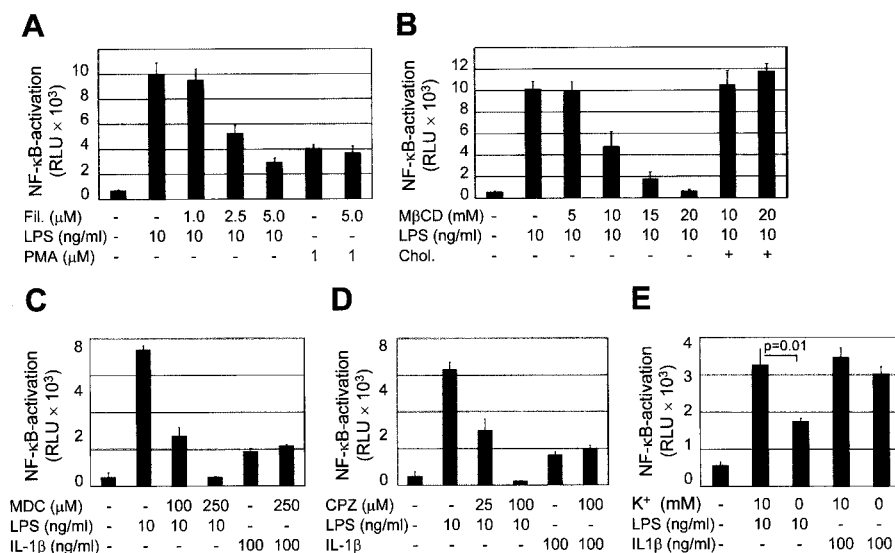 A
NF-κB-activation
(RLU × 10³)
10
8
6
4
2
0
Fil. (μM) - - 1.0 2.5 5.0 - 5.0
LPS (ng/ml) - 10 10 10 10 - -
PMA (μM) - - - - - 1 1
B
NF-κB-activation
(RLU × 10³)
12
10
8
6
4
2
0
MβCD (mM) - - 5 10 15 20 10 20
LPS (ng/ml) - 10 10 10 10 10 10 10
Chol. - - - - - - + +
C
NF-κB-activation
(RLU × 10³)
8
6
4
2
0
MDC (μM) - - 100 250 - 250
LPS (ng/ml) - 10 10 10 - -
IL-1β (ng/ml) - - - - 100 100
D
NF-κB-activation
(RLU × 10³)
8
6
4
2
0
CPZ (μM) - - 25 100 - 100
LPS (ng/ml) - 10 10 10 - -
IL-1β - - - - 100 100
E
NF-κB-activation
(RLU × 10³)
4
3
2
1
0
p=0.01
K⁺ (mM) - 10 0 10 0
LPS (ng/ml) - 10 10 - -
IL1β (ng/ml) - - - 100 100